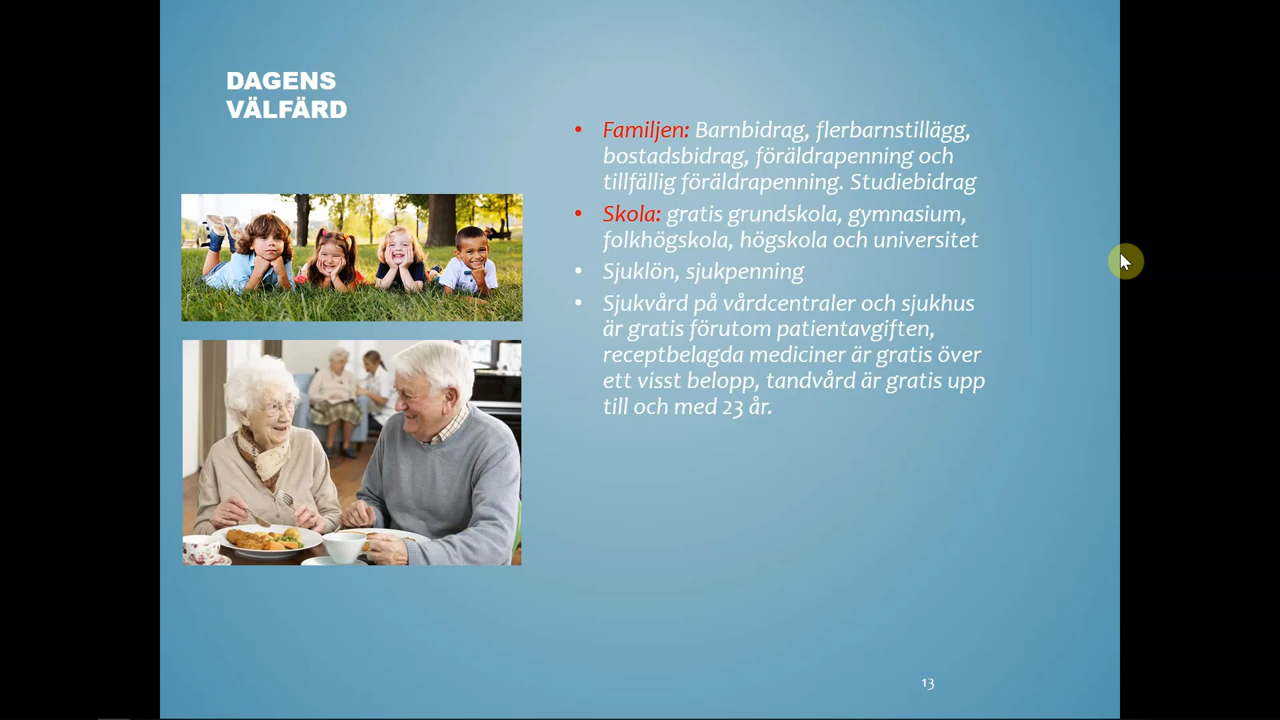 DAGENS
VÄLFÄRD
• Familjen: Barnbidrag, flerbarnstillägg,
bostadsbidrag, föräldrapenning och
tillfällig föräldrapenning. Studiebidrag
• Skola: gratis grundskola, gymnasium,
folkhögskola, högskola och universitet
• Sjuklön, sjukpenning
• Sjukvård på vårdcentraler och sjukhus
är gratis förutom patientavgiften,
receptbelagda mediciner är gratis över
ett visst belopp, tandvård är gratis upp
till och med 23 år.
13